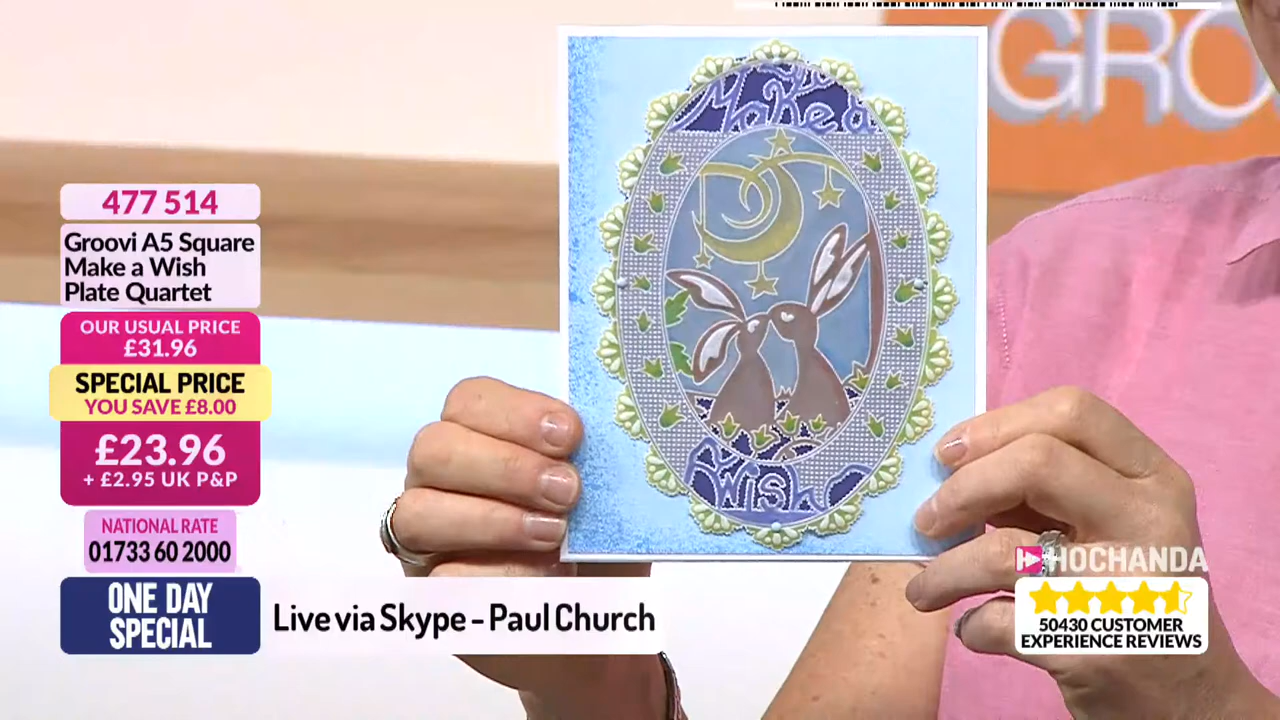 GRO
Make a
Wish
477 514
Groovi A5 Square
Make a Wish
Plate Quartet
OUR USUAL PRICE
£31.96
SPECIAL PRICE
YOU SAVE £8.00
£23.96
+ £2.95 UK P&P
NATIONAL RATE
01733 60 2000
ONE DAY
SPECIAL
Live via Skype - Paul Church
HOCHANDA
50430 CUSTOMER
EXPERIENCE REVIEWS